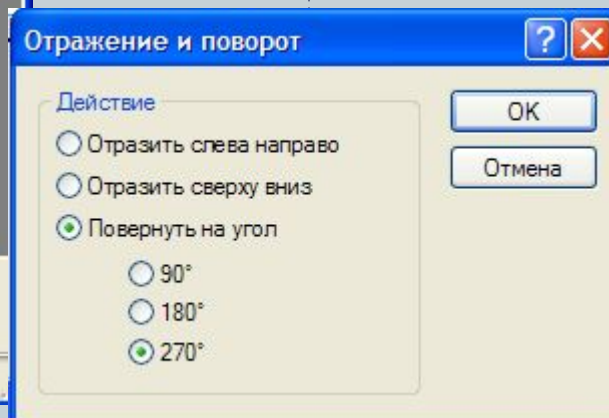 Отражение и поворот
Действие
Отразить слева направо
Отразить сверху вниз
Повернуть на угол
90°
180°
270°
OK
Отмена